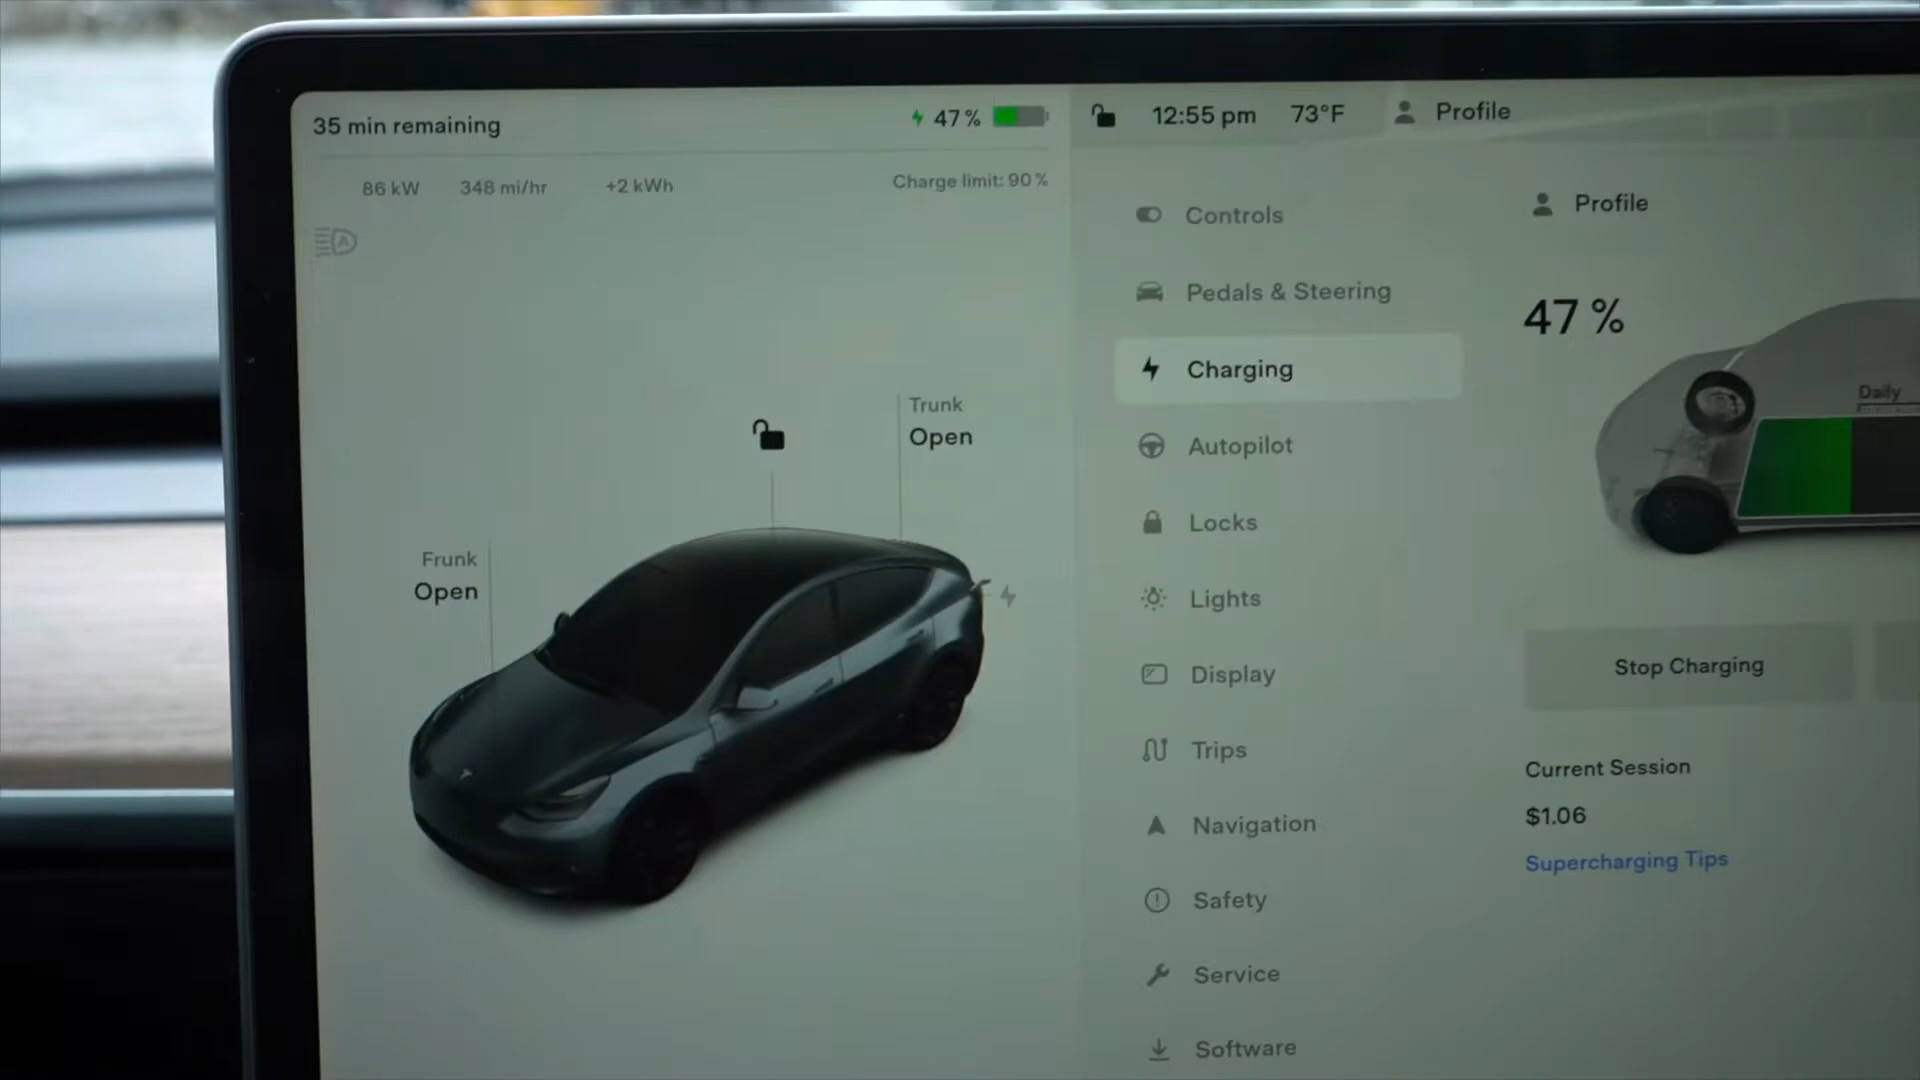 35 min remaining
47 %
86 kW
348 mi/hr
+2 kWh
Charge limit: 90 %
Trunk
Open
Frunk
Open
12:55 pm
73°F
Profile
Controls
Pedals & Steering
Charging
Autopilot
Locks
Lights
Display
Trips
Navigation
Safety
Service
Software
Profile
47 %
Daily
Stop Charging
Current Session
$1.06
Supercharging Tips